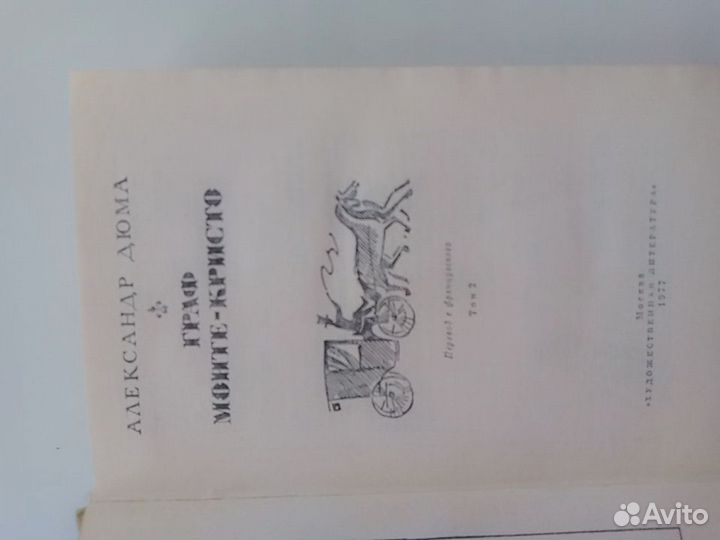 АЛЕКСАНДР ДЮМА
ГРАФ
МОНТЕ-КРИСТО
Перевод с французского
Том 2
Москва
«ХУДОЖЕСТВЕННАЯ ЛИТЕРАТУРА»
1977
Avito